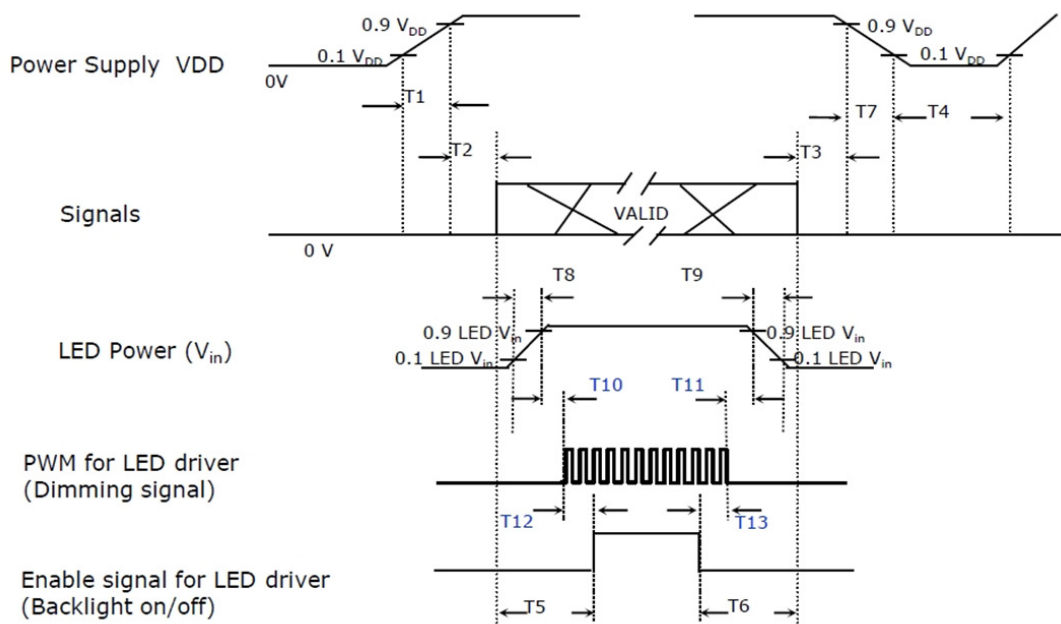 0.9 VDD
0.9 VDD
Power Supply VDD
0.1 VDD
0.1 VDD
0V
T1
T7
T4
T2
T3
Signals
VALID
0 V
T8
T9
0.9 LED Vin
0.9 LED Vin
LED Power (Vin)
0.1 LED Vin
0.1 LED Vin
T10
T11
PWM for LED driver
(Dimming signal)
T12
T13
Enable signal for LED driver
(Backlight on/off)
T5
T6